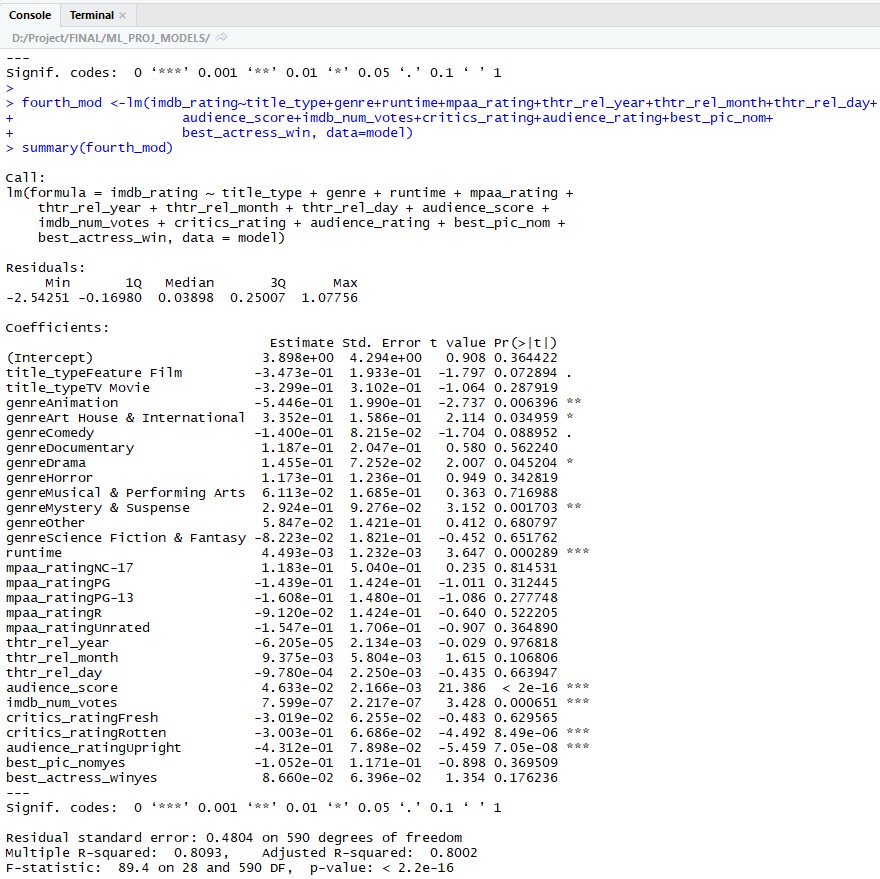 Console Terminal ×
D:/Project/FINAL/ML_PROJ_MODELS/
---
Signif. codes:  0 ‘***’ 0.001 ‘**’ 0.01 ‘*’ 0.05 ‘.’ 0.1 ‘ ’ 1
>
> fourth_mod <-lm(imdb_rating~title_type+genre+runtime+mpaa_rating+thtr_rel_year+thtr_rel_month+thtr_rel_day+
+                     audience_score+imdb_num_votes+critics_rating+audience_rating+best_pic_nom+
+                     best_actress_win, data=model)
> summary(fourth_mod)
Call:
lm(formula = imdb_rating ~ title_type + genre + runtime + mpaa_rating +
    thtr_rel_year + thtr_rel_month + thtr_rel_day + audience_score +
    imdb_num_votes + critics_rating + audience_rating + best_pic_nom +
    best_actress_win, data = model)
Residuals:
     Min       1Q   Median       3Q      Max
-2.54251 -0.16980  0.03898  0.25007  1.07756
Coefficients:
                                 Estimate Std. Error t value Pr(>|t|)
(Intercept)                     3.898e+00  4.294e+00   0.908 0.364422
title_typeFeature Film         -3.473e-01  1.933e-01  -1.797 0.072894 .
title_typeTV Movie             -3.299e-01  3.102e-01  -1.064 0.287919
genreAnimation                 -5.446e-01  1.990e-01  -2.737 0.006396 **
genreArt House & International  3.352e-01  1.586e-01   2.114 0.034959 *
genreComedy                    -1.400e-01  8.215e-02  -1.704 0.088952 .
genreDocumentary                1.187e-01  2.047e-01   0.580 0.562240
genreDrama                      1.455e-01  7.252e-02   2.007 0.045204 *
genreHorror                     1.173e-01  1.236e-01   0.949 0.342819
genreMusical & Performing Arts  6.113e-02  1.685e-01   0.363 0.716988
genreMystery & Suspense         2.924e-01  9.276e-02   3.152 0.001703 **
genreOther                      5.847e-02  1.421e-01   0.412 0.680797
genreScience Fiction & Fantasy -8.223e-02  1.821e-01  -0.452 0.651762
runtime                         4.493e-03  1.232e-03   3.647 0.000289 ***
mpaa_ratingNC-17                1.183e-01  5.040e-01   0.235 0.814531
mpaa_ratingPG                  -1.439e-01  1.424e-01  -1.011 0.312445
mpaa_ratingPG-13               -1.608e-01  1.480e-01  -1.086 0.277748
mpaa_ratingR                   -9.120e-02  1.424e-01  -0.640 0.522205
mpaa_ratingUnrated             -1.547e-01  1.706e-01  -0.907 0.364890
thtr_rel_year                  -6.205e-05  2.134e-03  -0.029 0.976818
thtr_rel_month                  9.375e-03  5.804e-03   1.615 0.106806
thtr_rel_day                   -9.780e-04  2.250e-03  -0.435 0.663947
audience_score                  4.633e-02  2.166e-03  21.386  < 2e-16 ***
imdb_num_votes                  7.599e-07  2.217e-07   3.428 0.000651 ***
critics_ratingFresh            -3.019e-02  6.255e-02  -0.483 0.629565
critics_ratingRotten           -3.003e-01  6.686e-02  -4.492 8.49e-06 ***
audience_ratingUpright         -4.312e-01  7.898e-02  -5.459 7.05e-08 ***
best_pic_nomyes                -1.052e-01  1.171e-01  -0.898 0.369509
best_actress_winyes             8.660e-02  6.396e-02   1.354 0.176236
---
Signif. codes:  0 ‘***’ 0.001 ‘**’ 0.01 ‘*’ 0.05 ‘.’ 0.1 ‘ ’ 1
Residual standard error: 0.4804 on 590 degrees of freedom
Multiple R-squared:  0.8093,    Adjusted R-squared:  0.8002
F-statistic:  89.4 on 28 and 590 DF,  p-value: < 2.2e-16